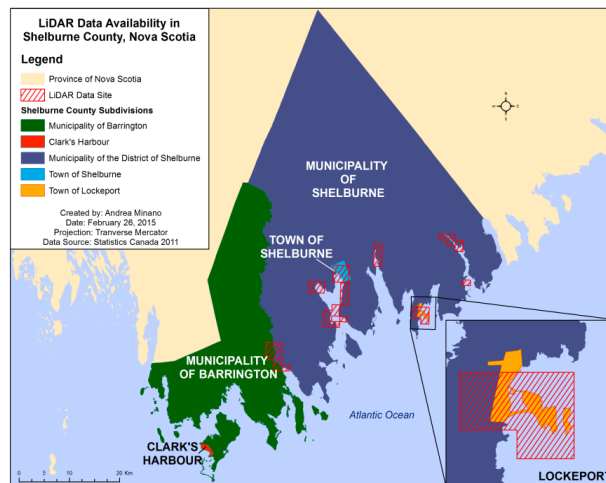 LiDAR Data Availability in
Shelburne County, Nova Scotia
Legend
Province of Nova Scotia
LiDAR Data Site
Shelburne County Subdivisions
Municipality of Barrington
Clark's Harbour
Municipality of the District of Shelburne
Town of Shelburne
Town of Lockeport
Created by: Andrea Minano
Date: February 26, 2015
Projection: Tranverse Mercator
Data Source: Statistics Canada 2011
MUNICIPALITY
OF
SHELBURNE
TOWN OF
SHELBURNE
MUNICIPALITY
OF BARRINGTON
Atlantic Ocean
CLARK'S
HARBOUR
0 5 10 20 Km
LOCKEPORT